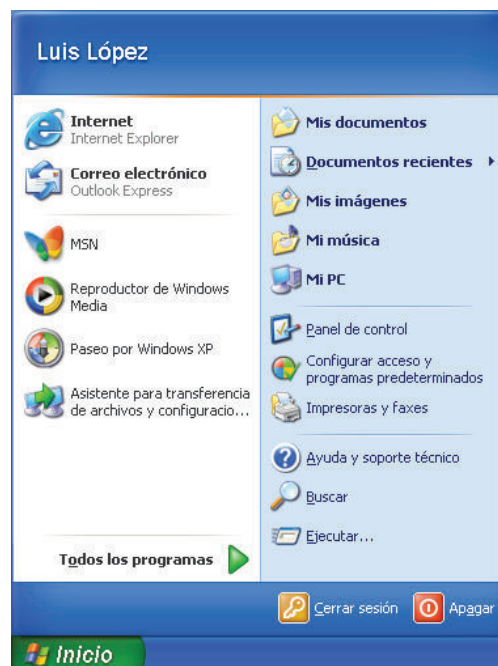 Luis López
Internet
Internet Explorer
Correo electrónico
Outlook Express
MSN
Reproductor de Windows
Media
Paseo por Windows XP
Asistente para transferencia
de archivos y configuracio...
Todos los programas
Mis documentos
Documentos recientes
Mis imágenes
Mi música
Mi PC
Panel de control
Configurar acceso y
programas predeterminados
Impresoras y faxes
Ayuda y soporte técnico
Buscar
Ejecutar...
Cerrar sesión
Apagar
Inicio